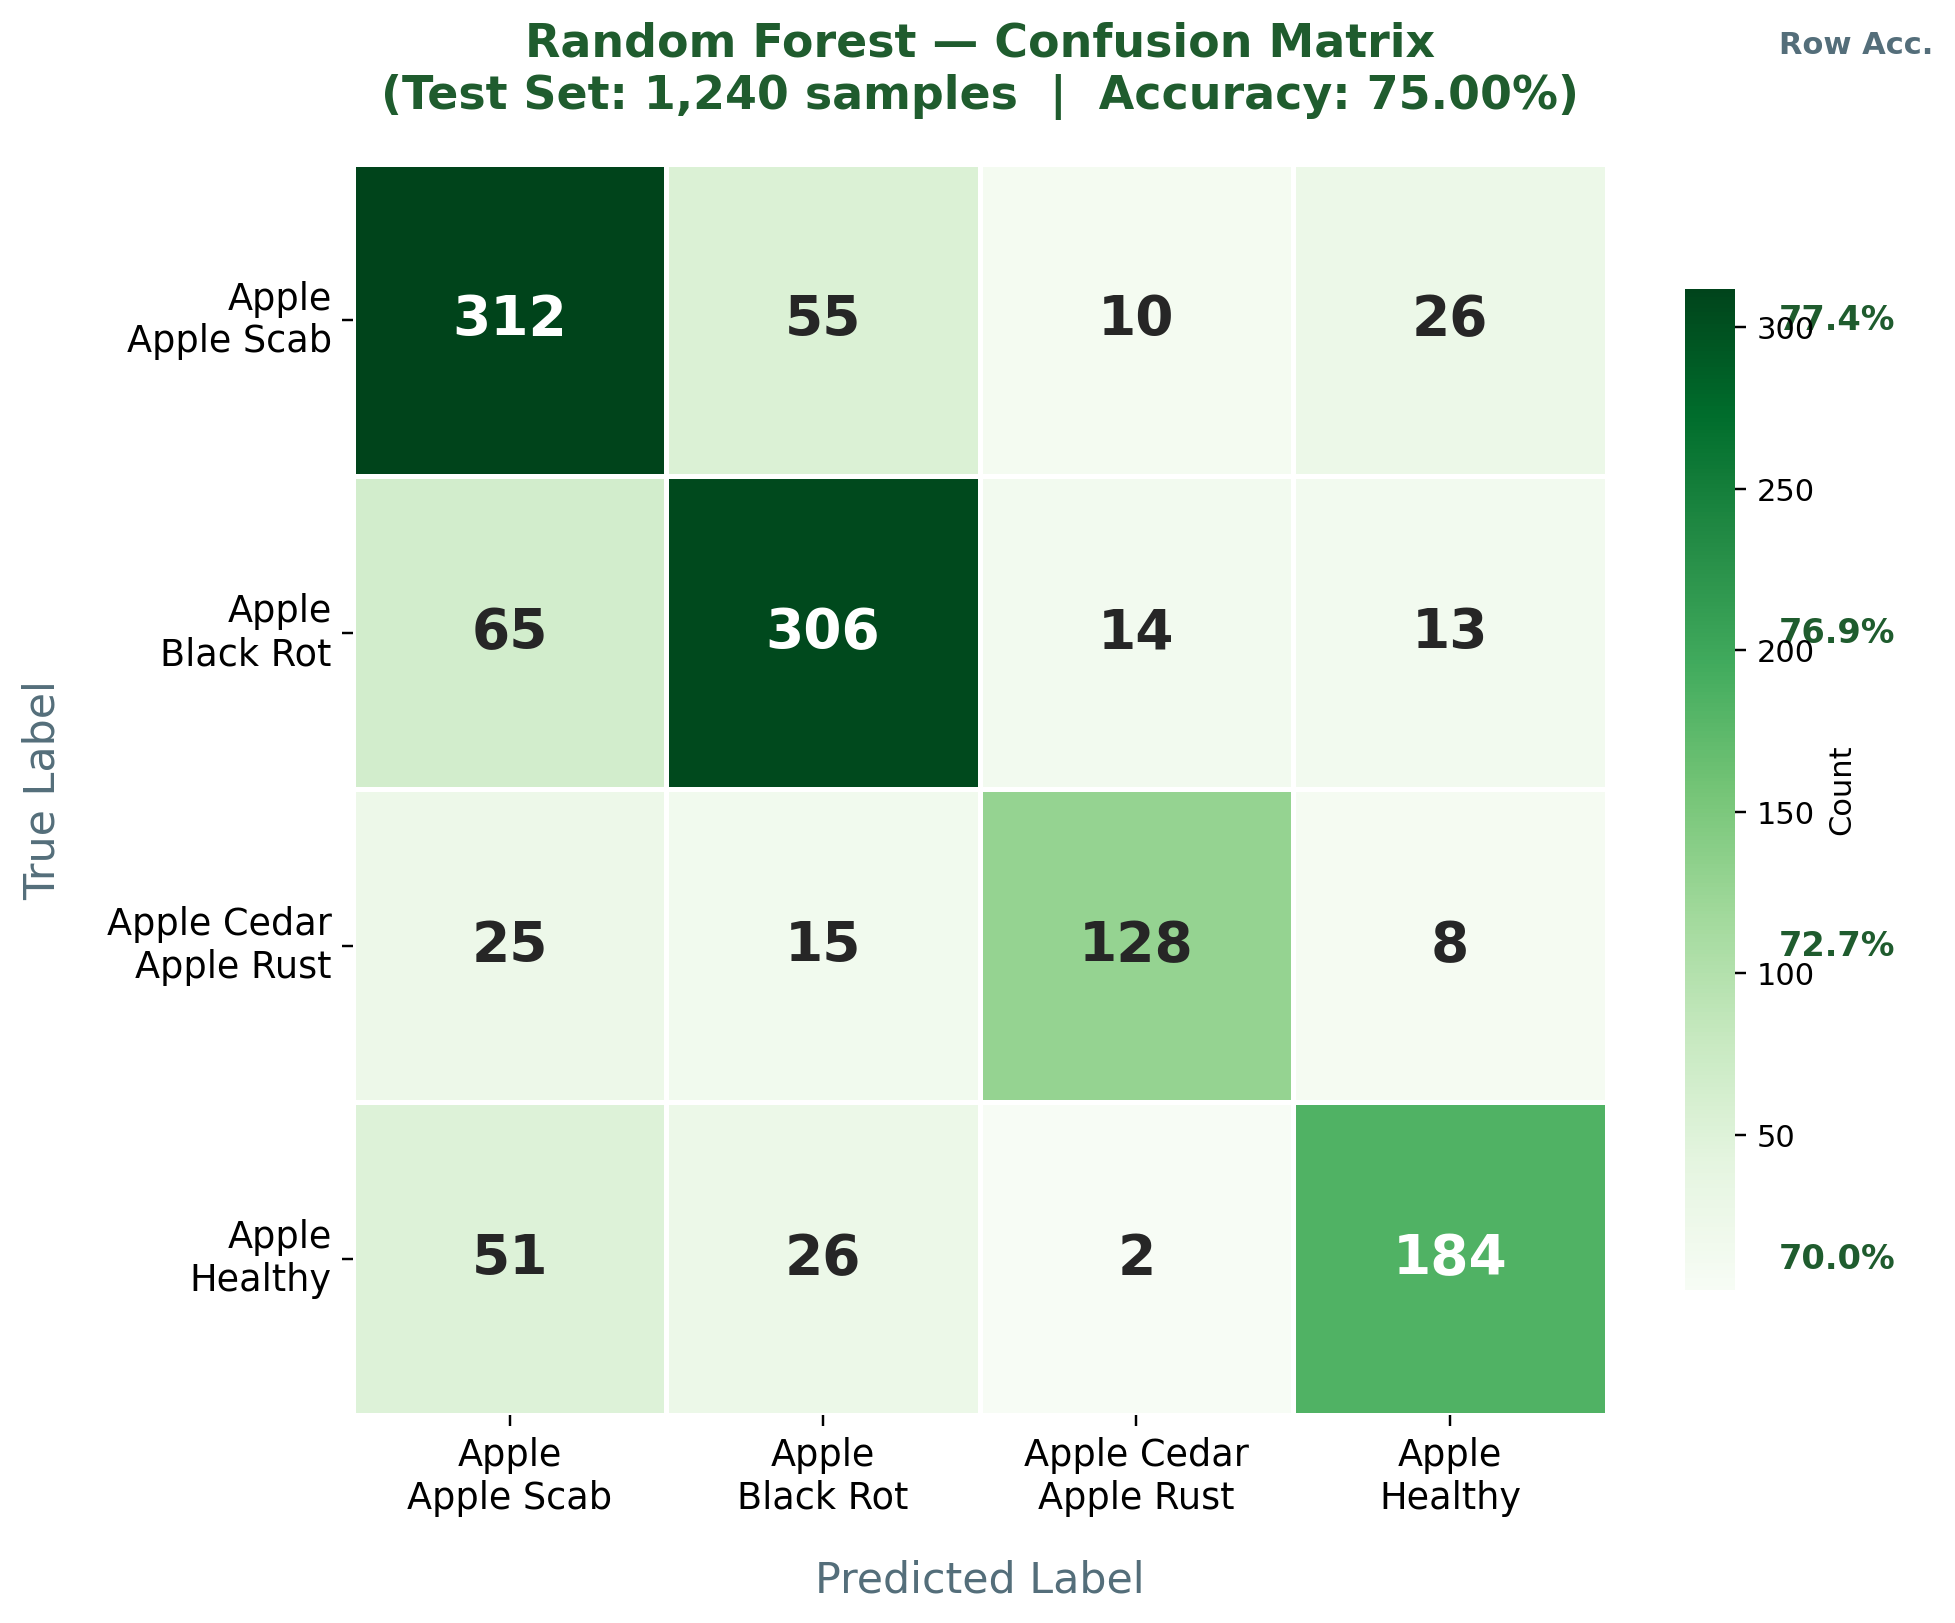 Random Forest — Confusion Matrix
(Test Set: 1,240 samples | Accuracy: 75.00%)
Row Acc.
Apple
Apple Scab
312
55
10
26
300
77.4%
250
Apple
Black Rot
65
306
14
13
76.9%
200
True Label
Count
150
Apple Cedar
Apple Rust
25
15
128
8
72.7%
100
50
Apple
Healthy
51
26
2
184
70.0%
Apple
Apple Scab
Apple
Black Rot
Apple Cedar
Apple Rust
Apple
Healthy
Predicted Label